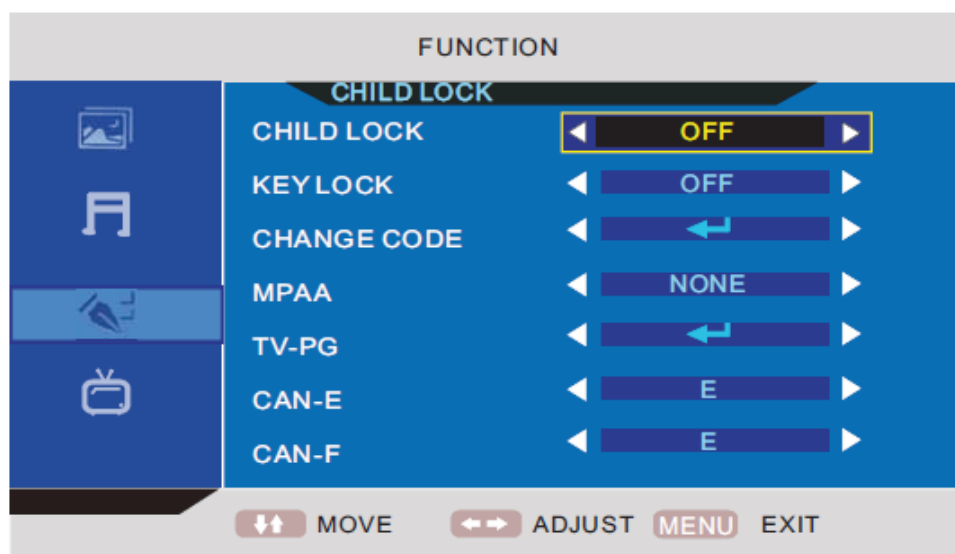 FUNCTION
CHILD LOCK
CHILD LOCK OFF
KEY LOCK OFF
CHANGE CODE
MPAA NONE
TV-PG
CAN-E E
CAN-F E
MOVE ADJUST MENU EXIT